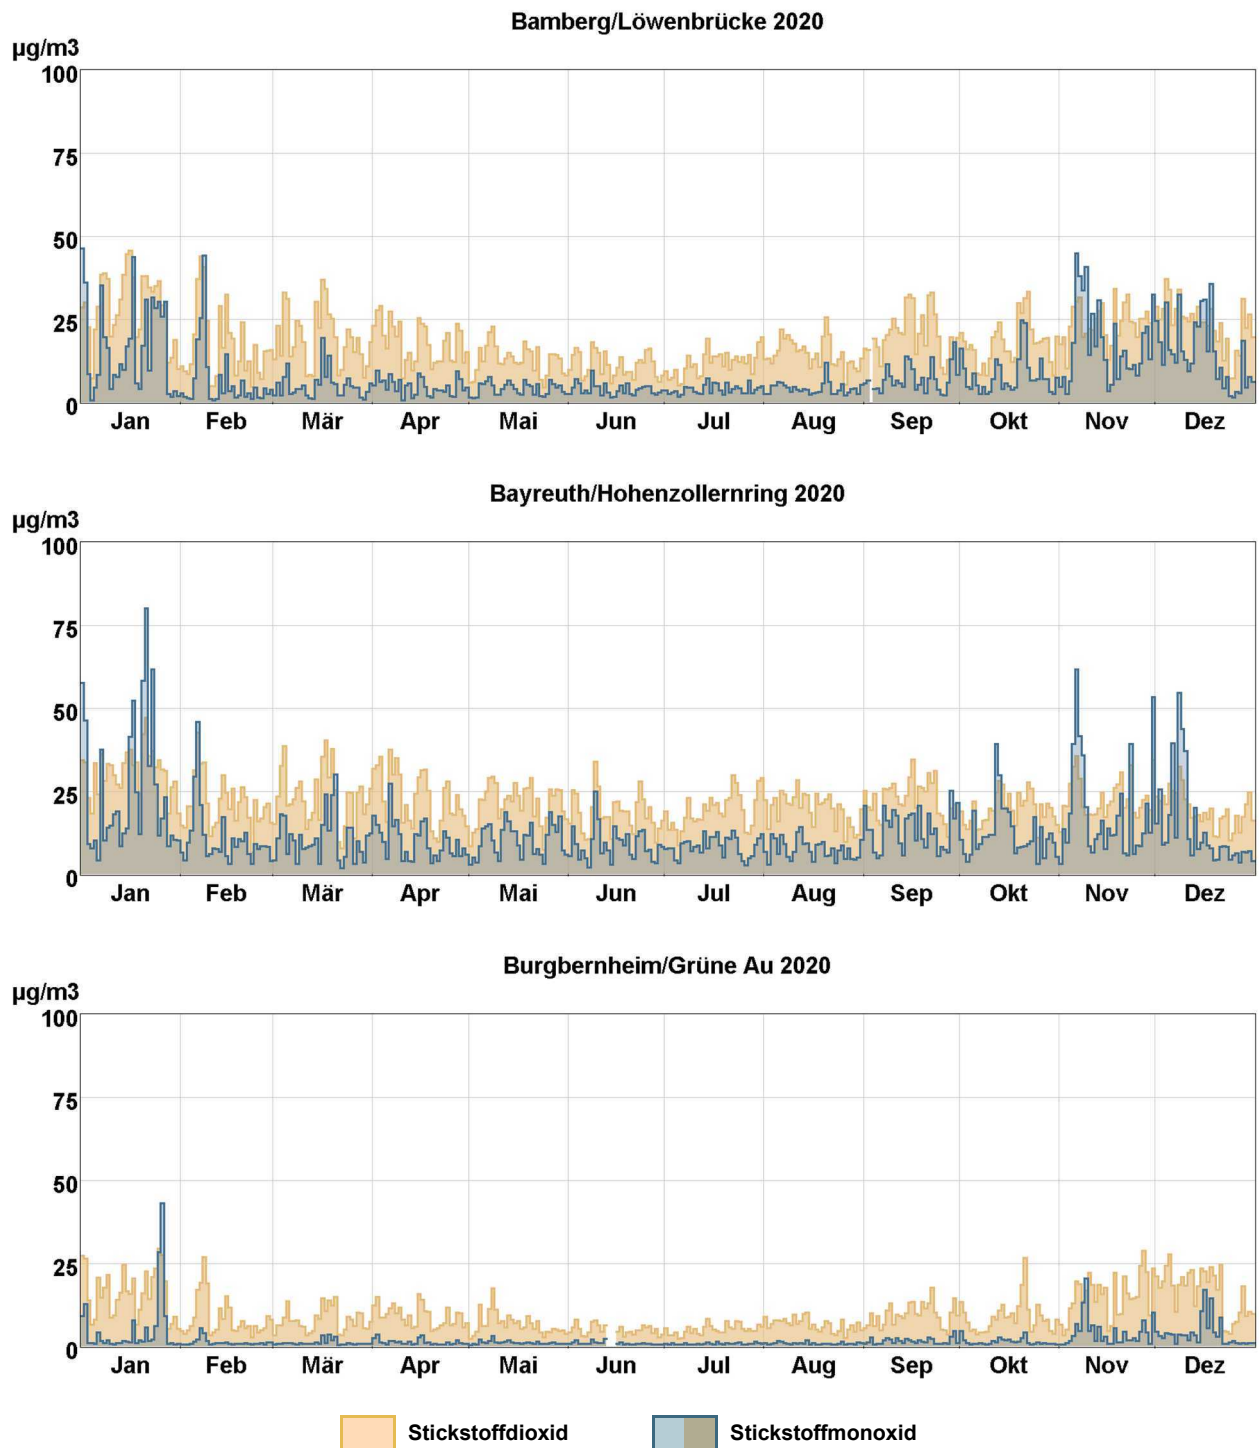 Bamberg/Löwenbrücke 2020
µg/m3
100
75
50
25
0
Jan Feb Mär Apr Mai Jun Jul Aug Sep Okt Nov Dez
Bayreuth/Hohenzollernring 2020
µg/m3
100
75
50
25
0
Jan Feb Mär Apr Mai Jun Jul Aug Sep Okt Nov Dez
Burgbernheim/Grüne Au 2020
µg/m3
100
75
50
25
0
Jan Feb Mär Apr Mai Jun Jul Aug Sep Okt Nov Dez
Stickstoffdioxid Stickstoffmonoxid